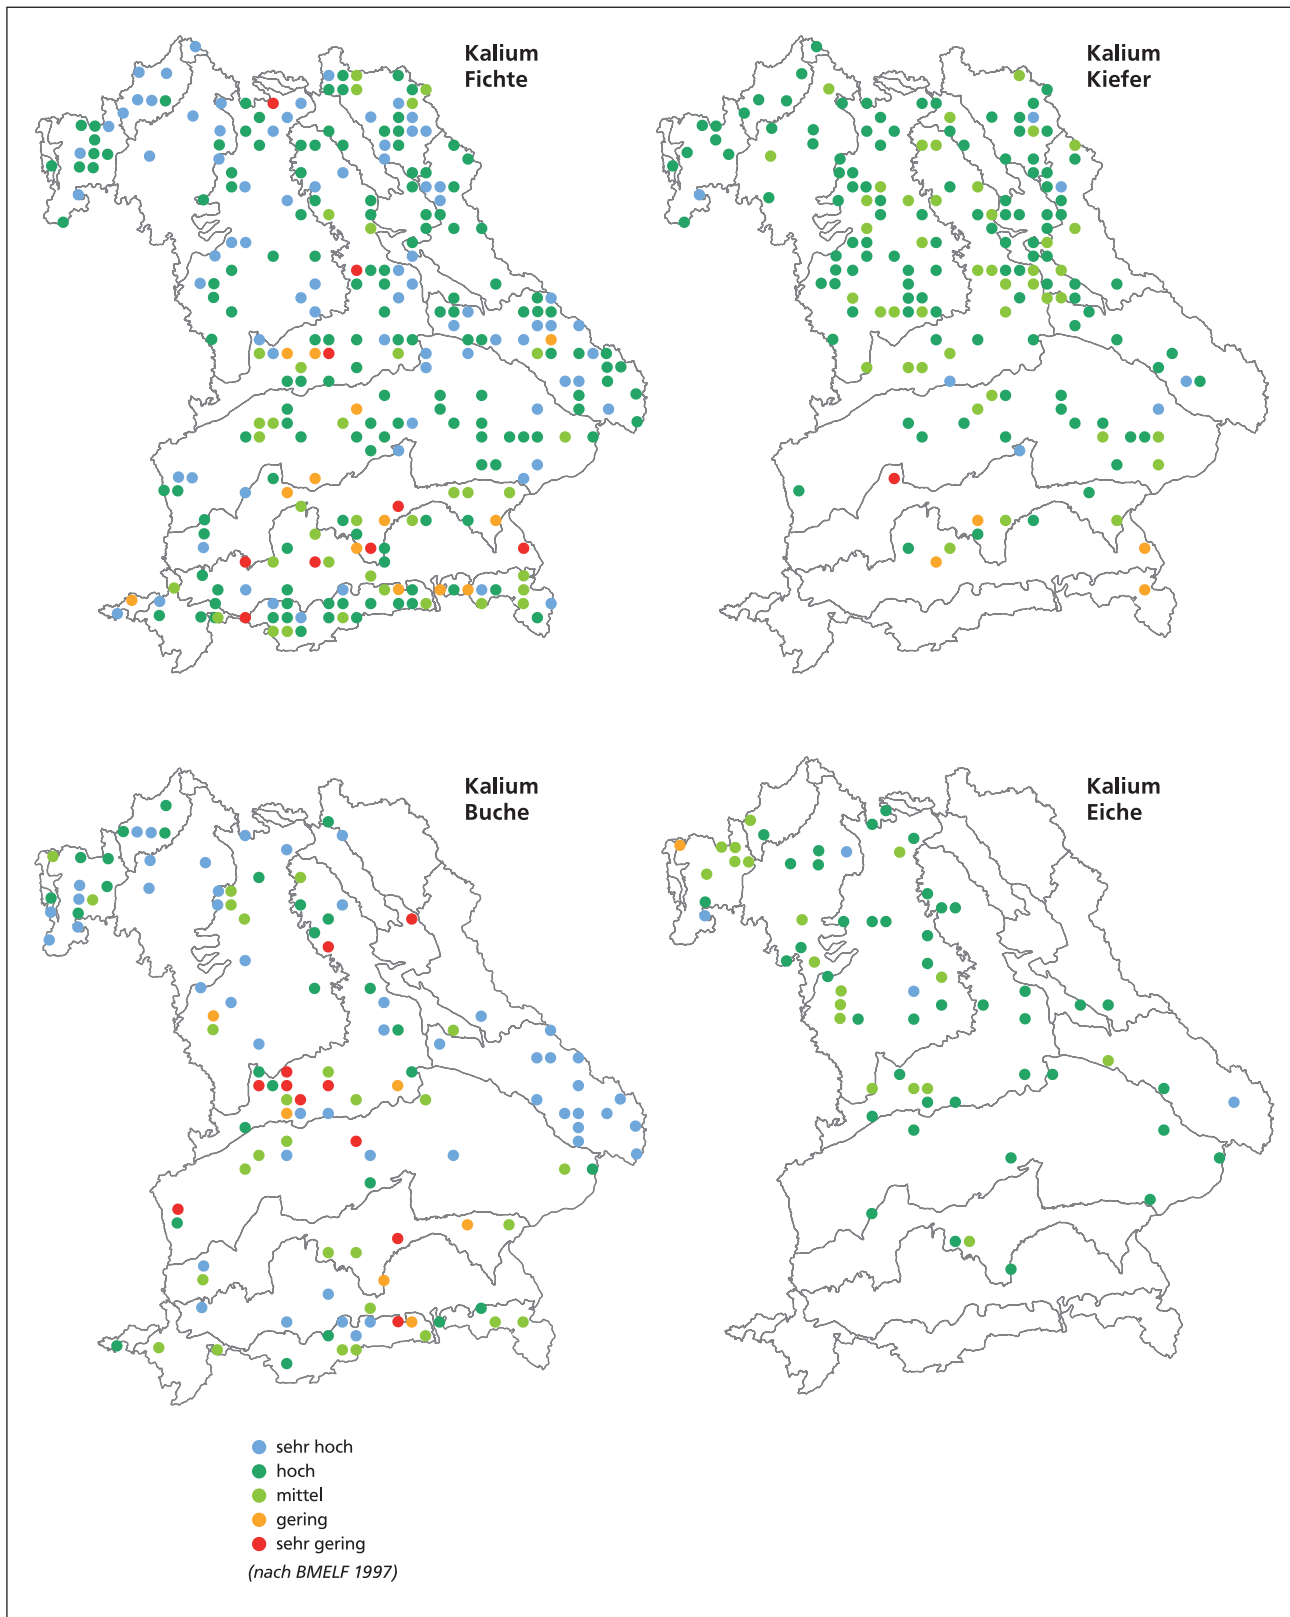 Kalium
Fichte
Kalium
Kiefer
Kalium
Buche
Kalium
Eiche
sehr hoch
hoch
mittel
gering
sehr gering
(nach BMELF 1997)